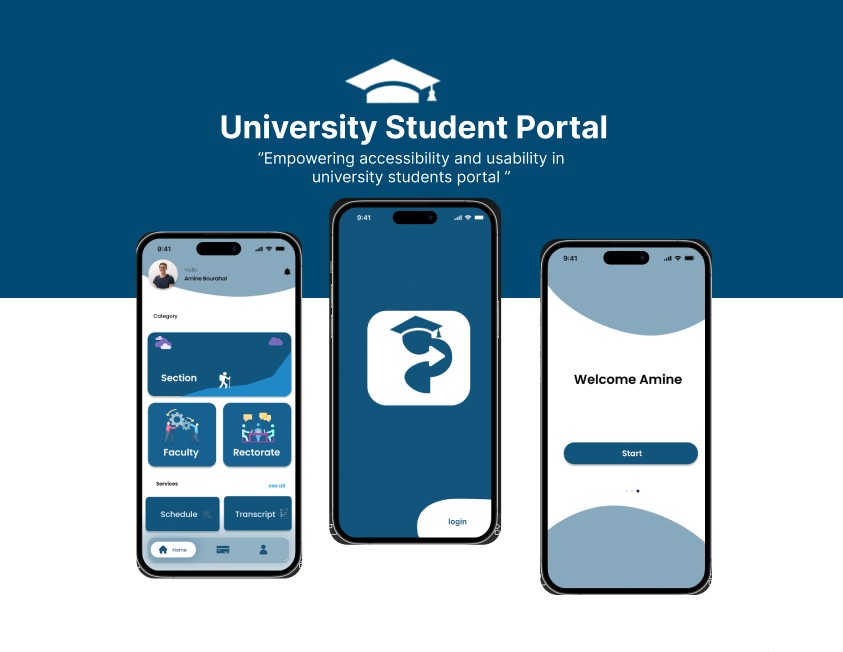 University Student Portal
“Empowering accessibility and usability in
university students portal ”
9:41
Hello
Amine Bourahal
Category
Section
Faculty
Rectorate
Services
see all
Schedule
Transcript
Home
9:41
login
9:41
Welcome Amine
Start